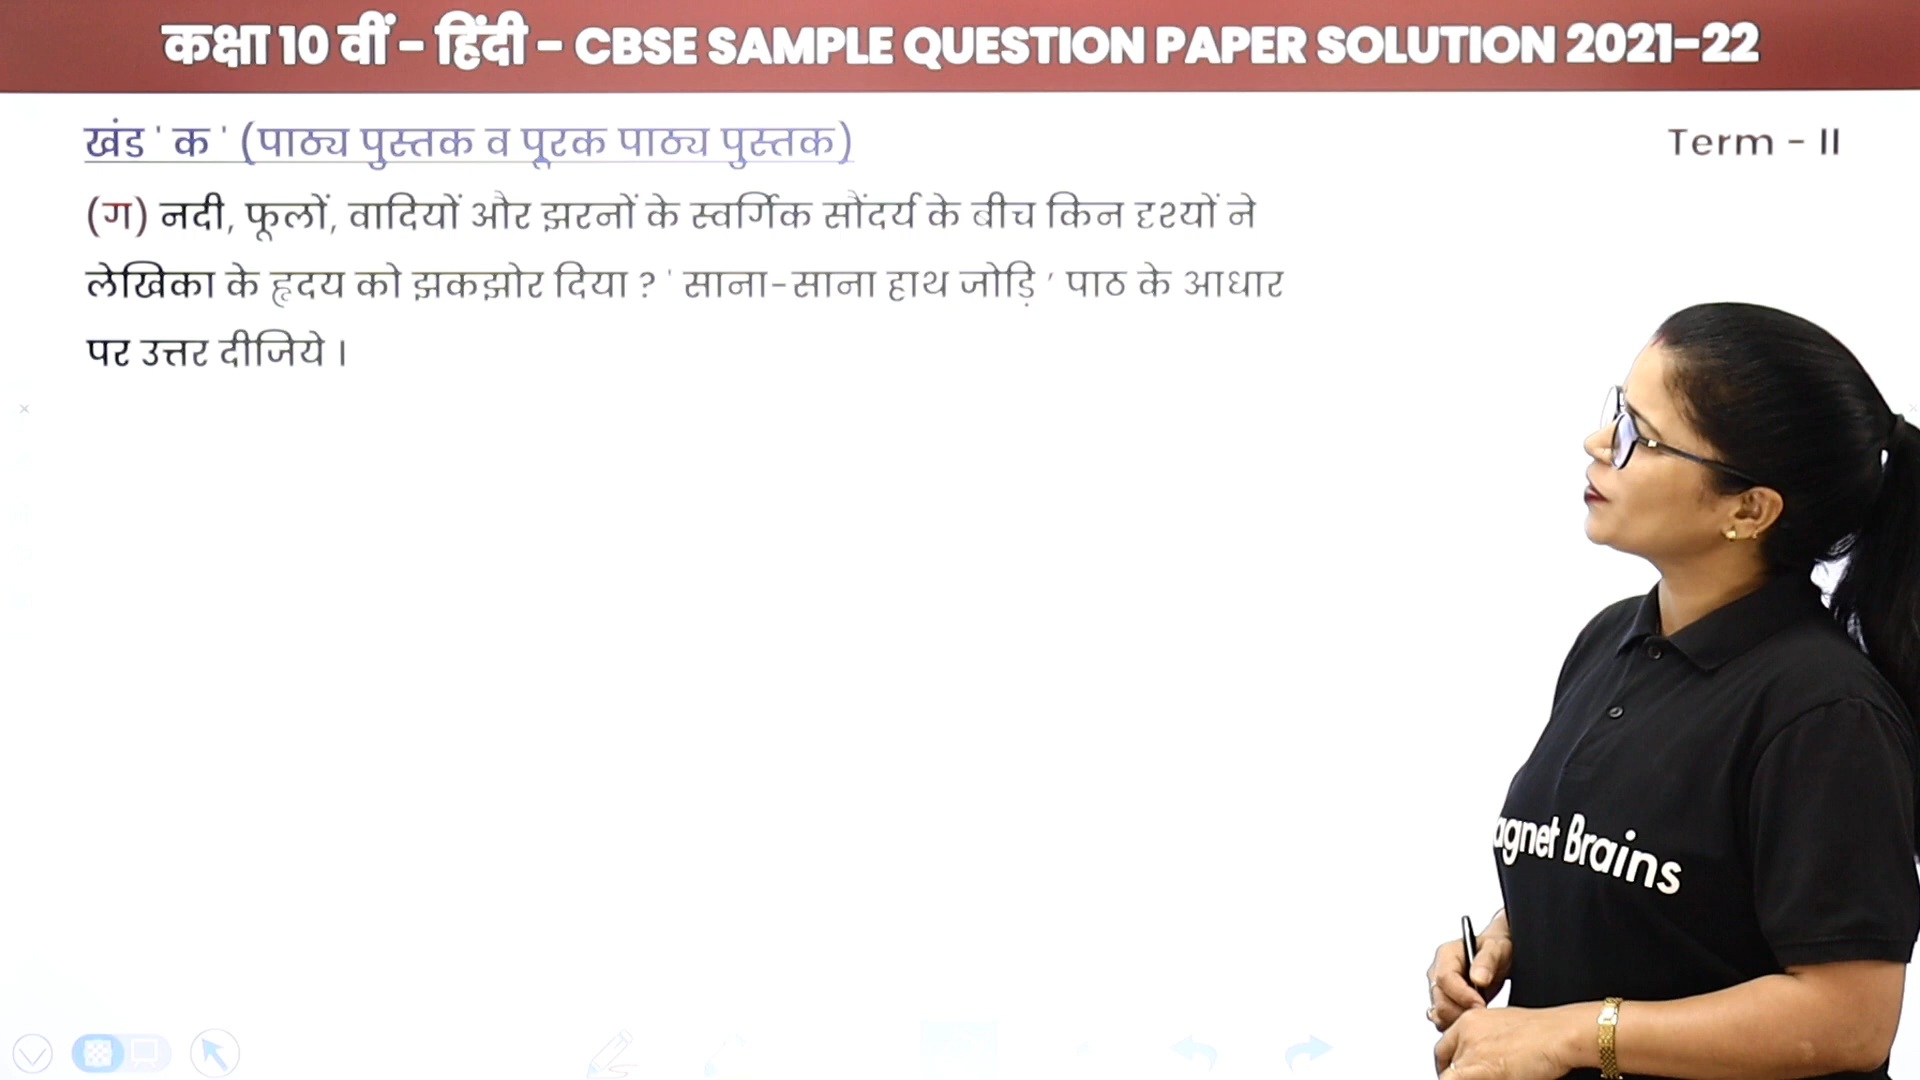 कक्षा 10 वीं - हिंदी - CBSE SAMPLE QUESTION PAPER SOLUTION 2021-22
खंड ' क ' (पाठ्य पुस्तक व पूरक पाठ्य पुस्तक)
Term - II
(ग) नदी, फूलों, वादियों और झरनों के स्वर्गिक सौंदर्य के बीच किन दृश्यों ने
लेखिका के हृदय को झकझोर दिया ? ' साना-साना हाथ जोड़ि ’ पाठ के आधार
पर उत्तर दीजिये ।
agnet Brains